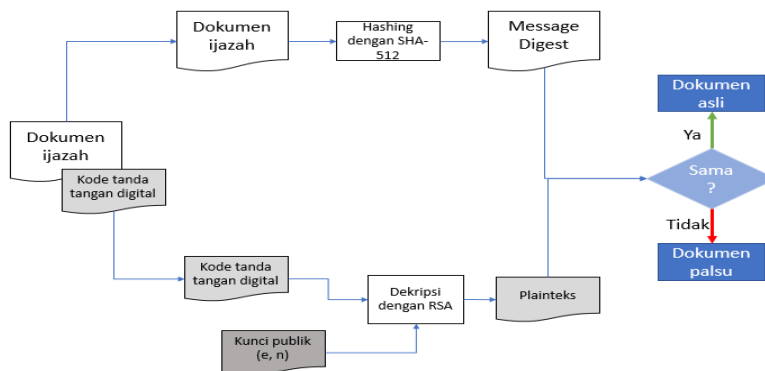 Dokumen
ijazah
Hashing
dengan SHA-
512
Message
Digest
Dokumen
asli
Ya
Dokumen
ijazah
Kode tanda
tangan digital
Sama
?
Tidak
Dokumen
palsu
Kode tanda
tangan digital
Dekripsi
dengan RSA
Plainteks
Kunci publik
(e, n)